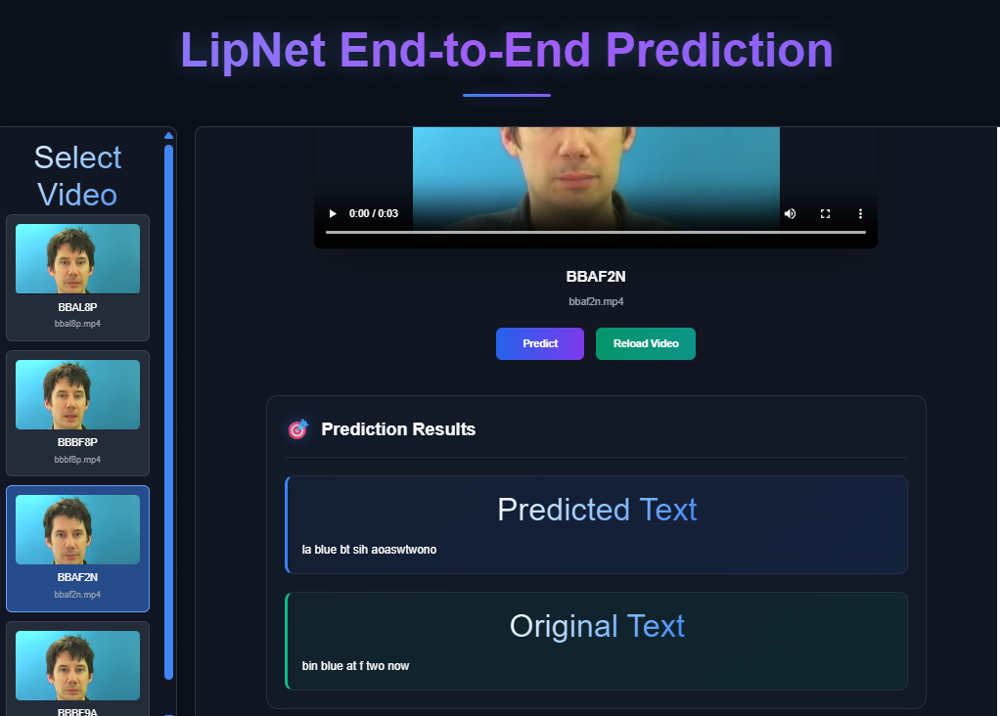 LipNet End-to-End Prediction
Select
Video
BBAL8P
bbal8p.mp4
BBBF8P
bbbf8p.mp4
BBAF2N
bbaf2n.mp4
BBBF9A
0:00 / 0:03
BBAF2N
bbaf2n.mp4
Predict
Reload Video
Prediction Results
Predicted Text
la blue bt sih aoaswtwono
Original Text
bin blue at f two now